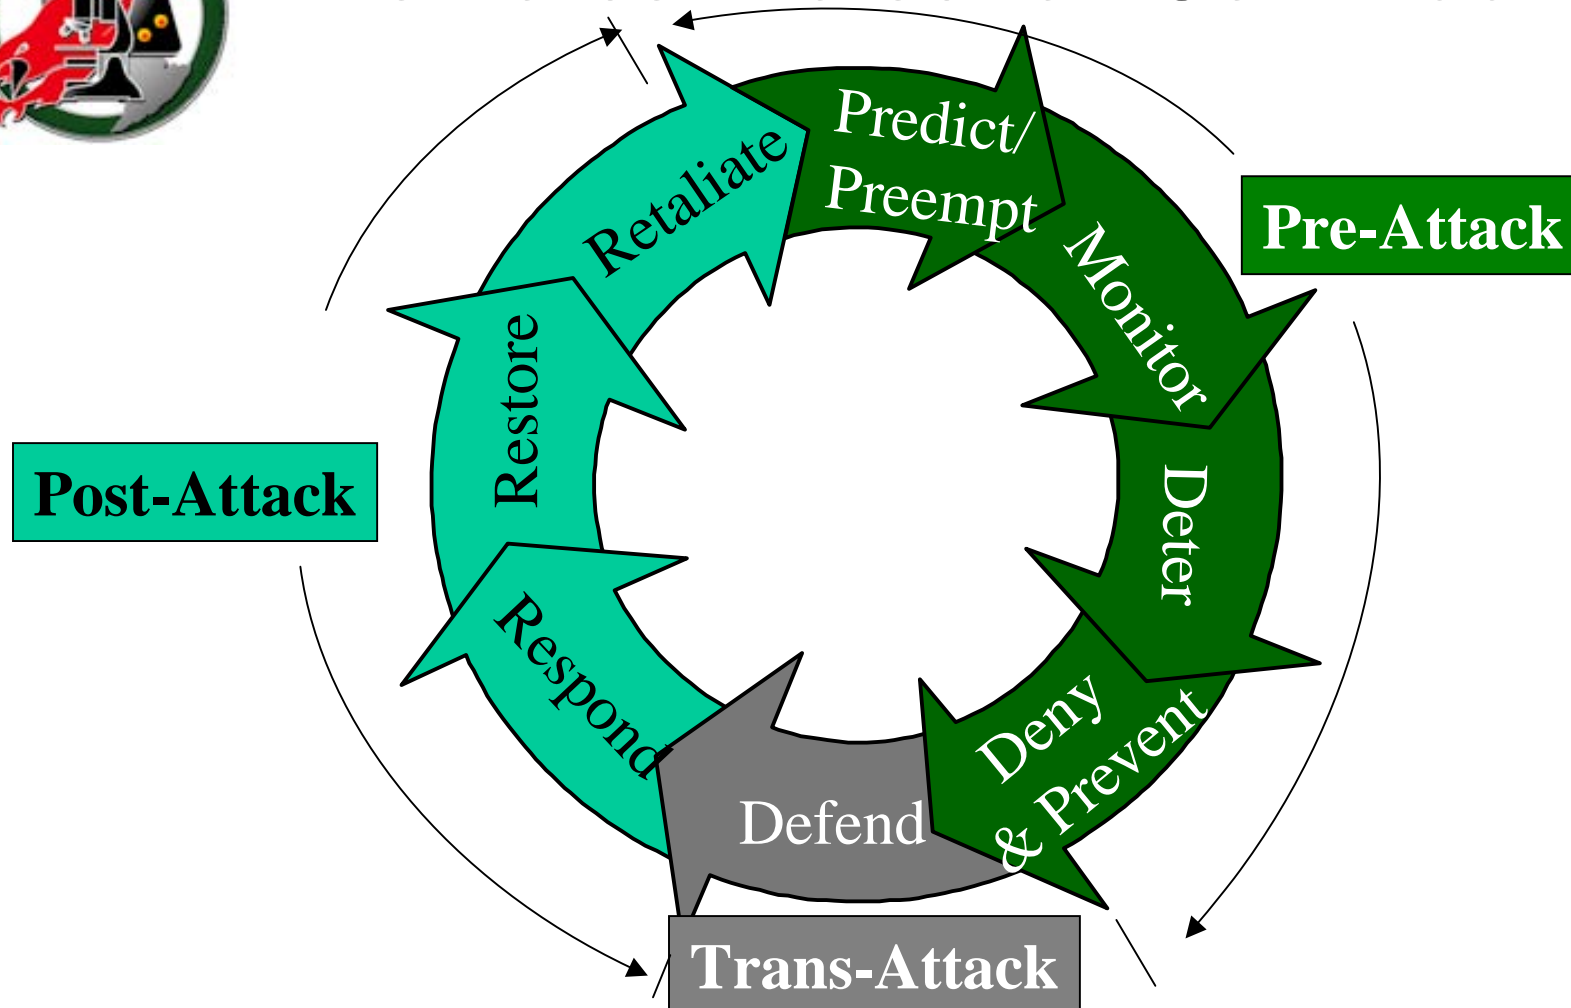 Predict/
Preempt
Monitor
Deter
Deny
& Prevent
Defend
Respond
Restore
Retaliate
Pre-Attack
Trans-Attack
Post-Attack